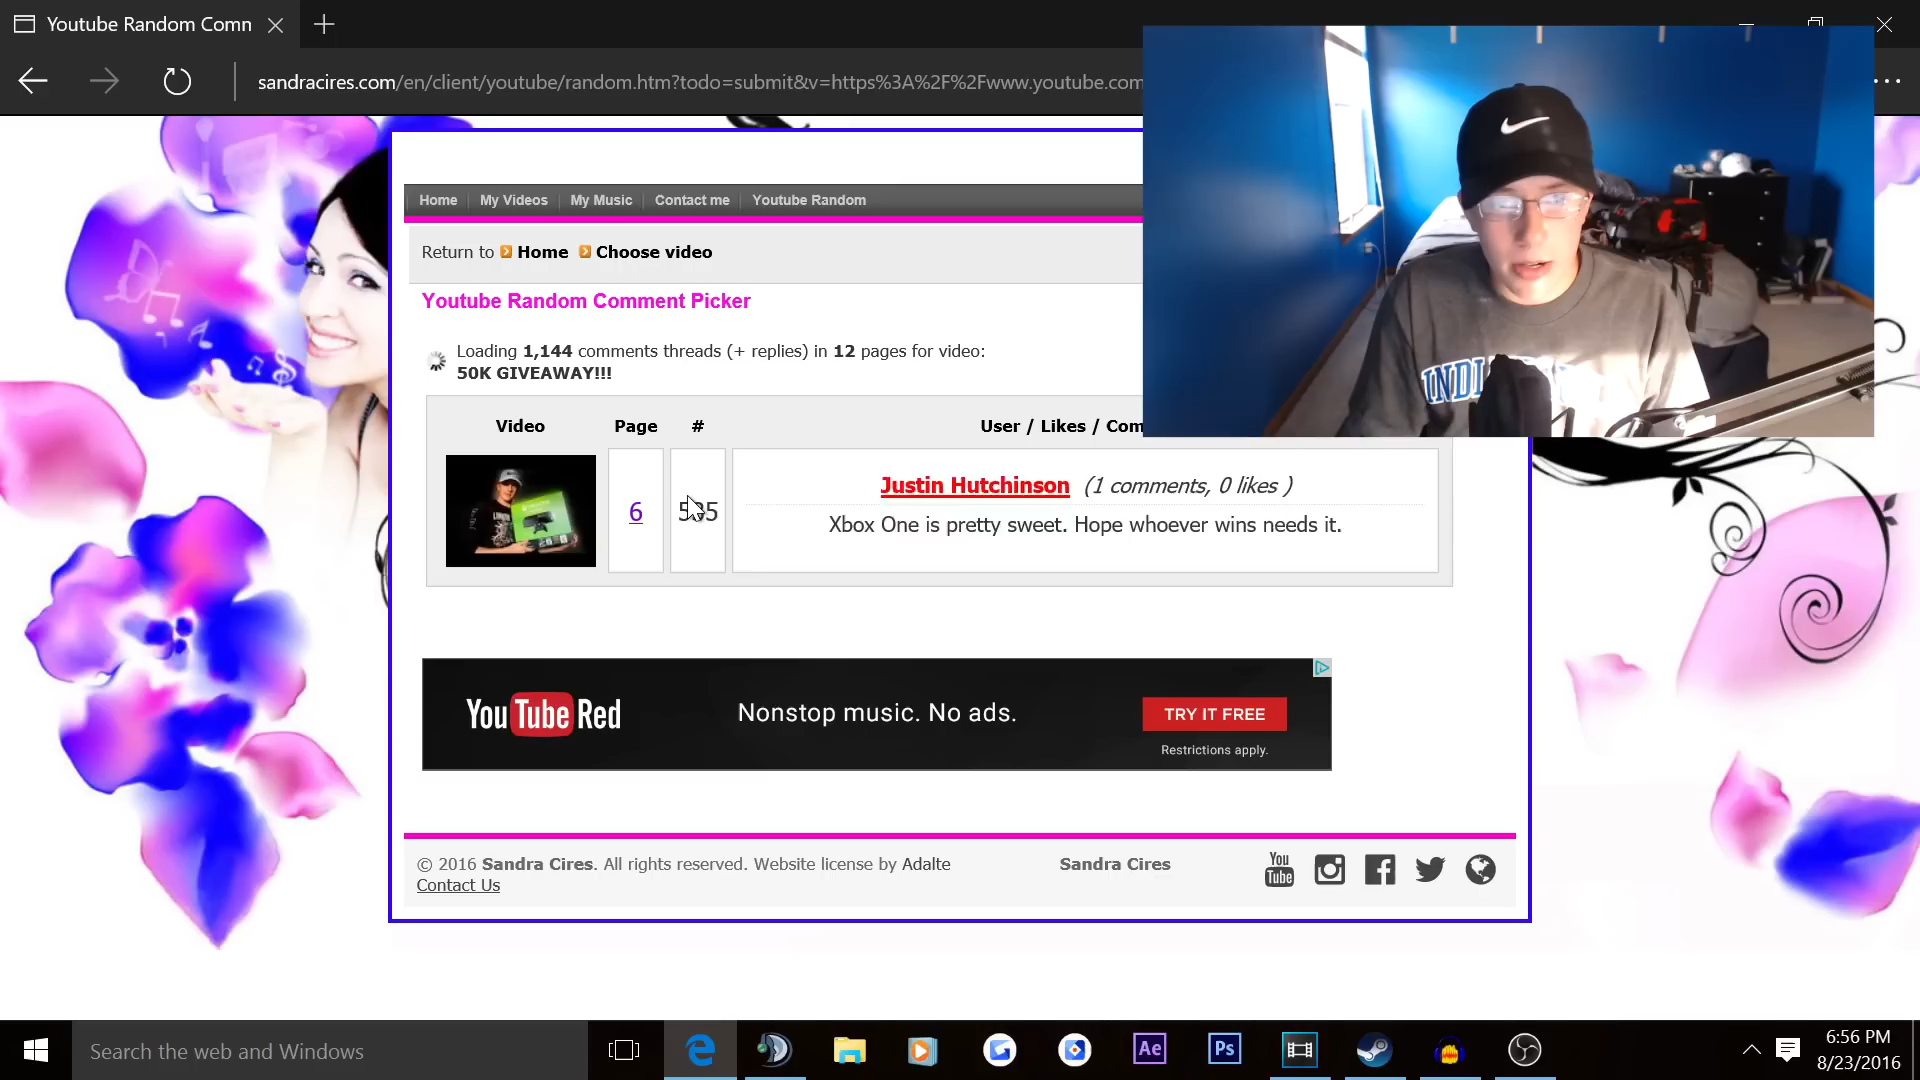 Youtube Random Comn
sandracires.com/en/client/youtube/random.htm?todo=submit&v=https%3A%2F%2Fwww.youtube.com
Home My Videos My Music Contact me Youtube Random
Return to Home Choose video
Youtube Random Comment Picker
Loading 1,144 comments threads (+ replies) in 12 pages for video:
50K GIVEAWAY!!!
Video Page # User / Likes / Com
Justin Hutchinson (1 comments, 0 likes )
6
Xbox One is pretty sweet. Hope whoever wins needs it.
YouTube Red Nonstop music. No ads. TRY IT FREE
Restrictions apply.
© 2016 Sandra Cires. All rights reserved. Website license by Adalte Sandra Cires
You Tube
Contact Us
Search the web and Windows
Ae Ps
6:56 PM
8/23/2016